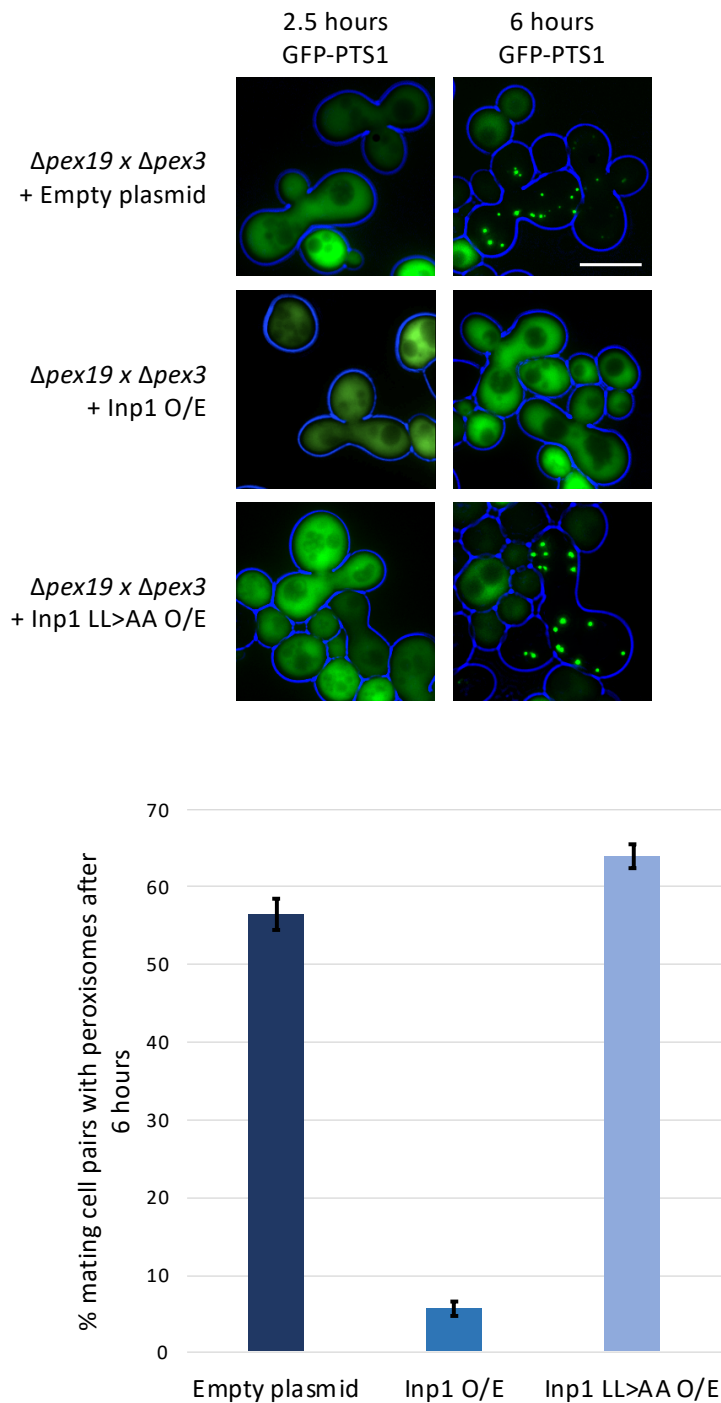 2.5 hours
GFP-PTS1
6 hours
GFP-PTS1
Δpex19 x Δpex3
+ Empty plasmid
Δpex19 x Δpex3
+ Inp1 O/E
Δpex19 x Δpex3
+ Inp1 LL>AA O/E
% mating cell pairs with peroxisomes after
6 hours
70
60
50
40
30
20
10
0
Empty plasmid
Inp1 O/E
Inp1 LL>AA O/E